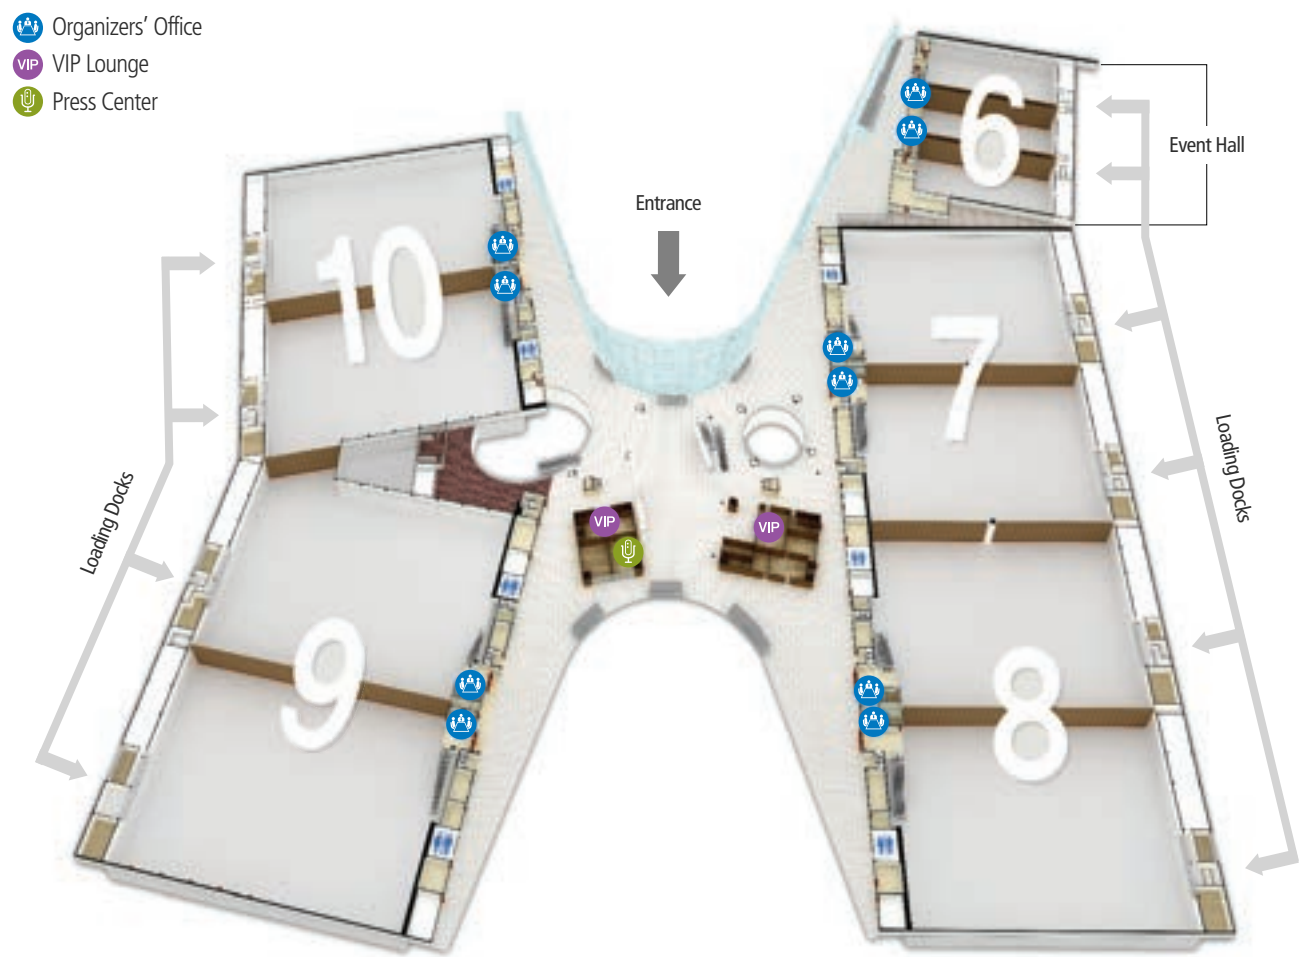 Organizers' Office
VIP VIP Lounge
Press Center
6
Event Hall
Entrance
10
7
Loading Docks
Loading Docks
VIP
VIP
9
8